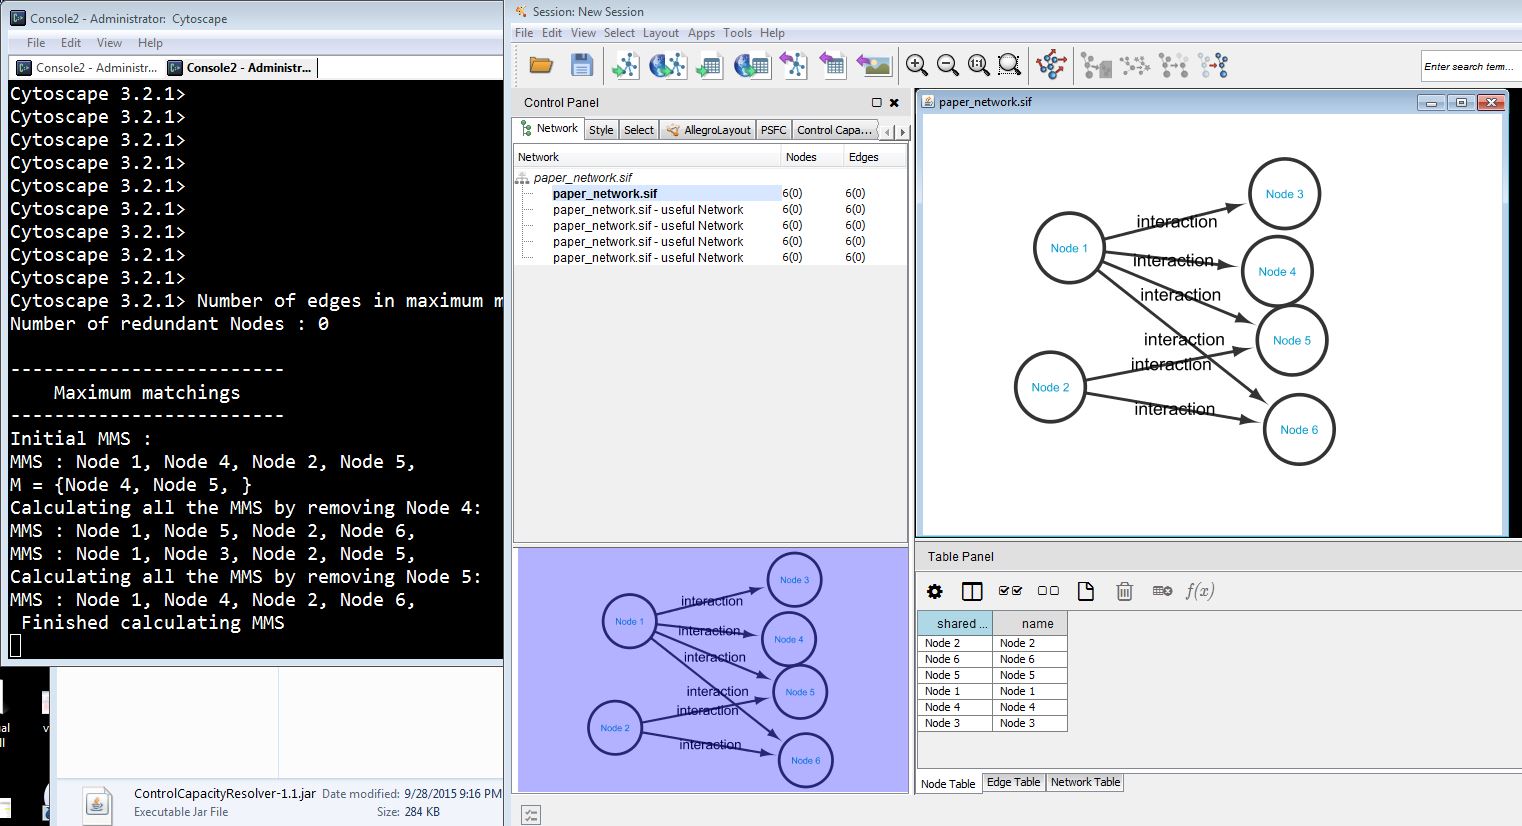 Console2 - Administrator: Cytoscape
File Edit View Help
Console2 - Administr...
Console2 - Administr...
Cytoscape 3.2.1>
Cytoscape 3.2.1>
Cytoscape 3.2.1>
Cytoscape 3.2.1>
Cytoscape 3.2.1>
Cytoscape 3.2.1>
Cytoscape 3.2.1>
Cytoscape 3.2.1>
Cytoscape 3.2.1>
Cytoscape 3.2.1> Number of edges in maximum m
Number of redundant Nodes : 0
-------------------------
Maximum matchings
-------------------------
Initial MMS :
MMS : Node 1, Node 4, Node 2, Node 5,
M = {Node 4, Node 5, }
Calculating all the MMS by removing Node 4:
MMS : Node 1, Node 5, Node 2, Node 6,
MMS : Node 1, Node 3, Node 2, Node 5,
Calculating all the MMS by removing Node 5:
MMS : Node 1, Node 4, Node 2, Node 6,
Finished calculating MMS
ControlCapacityResolver-1.1.jar Date modified: 9/28/2015 9:16 PM
Executable Jar File Size: 284 KB
Session: New Session
File Edit View Select Layout Apps Tools Help
Enter search term...
Control Panel
Network Style Select AllegroLayout PSFC Control Capa...
Network Nodes Edges
paper_network.sif
paper_network.sif 6(0) 6(0)
paper_network.sif - useful Network 6(0) 6(0)
paper_network.sif - useful Network 6(0) 6(0)
paper_network.sif - useful Network 6(0) 6(0)
paper_network.sif - useful Network 6(0) 6(0)
Node 3
interaction
Node 1
interaction
Node 4
interaction
interaction
Node 5
interaction
Node 2
interaction
Node 6
paper_network.sif
Node 3
interaction
Node 1
interaction
Node 4
interaction
interaction
Node 5
interaction
Node 2
interaction
Node 6
Table Panel
f(x)
shared ... name
Node 2 Node 2
Node 6 Node 6
Node 5 Node 5
Node 1 Node 1
Node 4 Node 4
Node 3 Node 3
Node Table Edge Table Network Table